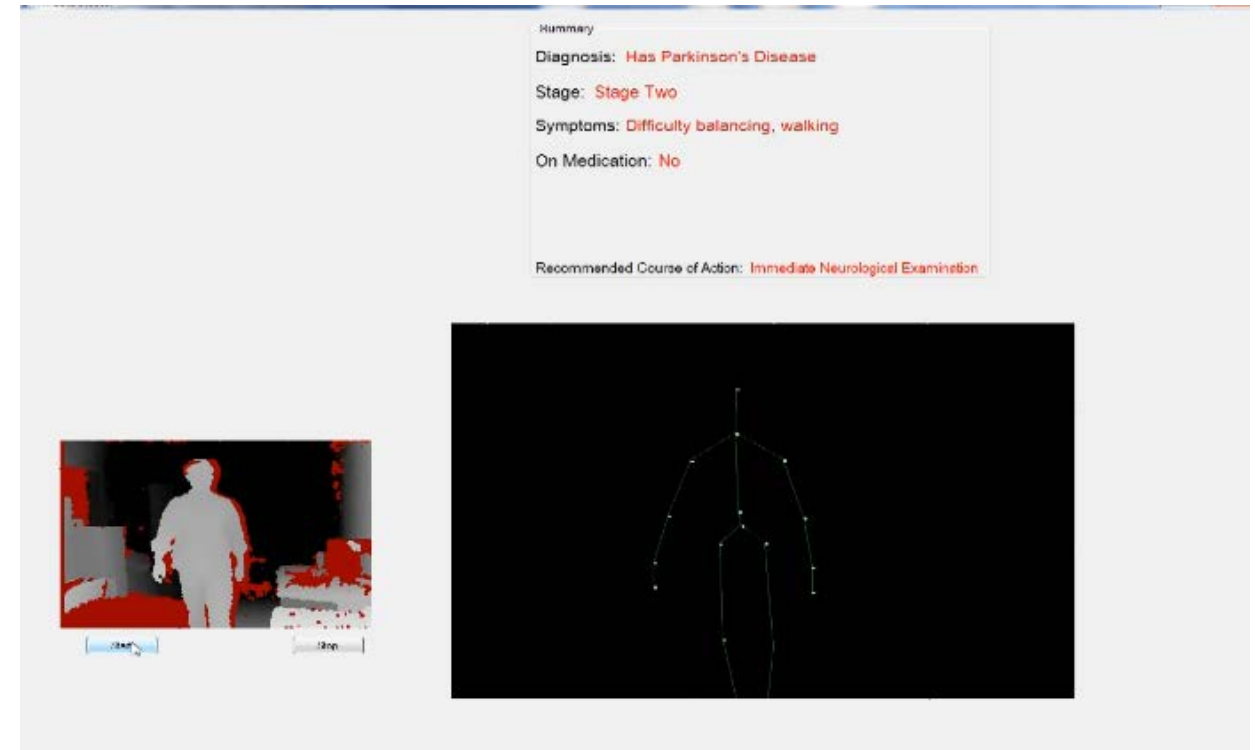 Summary
Diagnosis: Has Parkinson's Disease
Stage: Stage Two
Symptoms: Difficulty balancing, walking
On Medication: No
Recommended Course of Action: Immediate Neurological Examination
Start
Stop